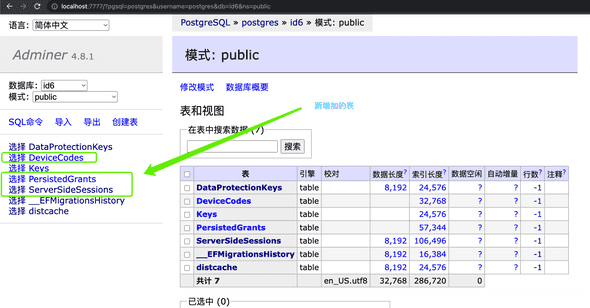 localhost:7777/?pgsql=postgres&username=postgres&db=id6&ns=public
语言: 简体中文
PostgreSQL » postgres » id6 » 模式: public
Adminer 4.8.1
模式: public
数据库: id6
模式: public
修改模式 数据库概要
SQL命令 导入 导出 创建表
表和视图
新增加的表
在表中搜索数据 (7)
搜索
选择 DataProtectionKeys
选择 DeviceCodes
选择 Keys
选择 PersistedGrants
选择 ServerSideSessions
选择 __EFMigrationsHistory
选择 distcache
表 引擎 校对 数据长度? 索引长度? 数据空闲 自动增量 行数? 注释?
DataProtectionKeys table 8,192 24,576 ? ? -1
DeviceCodes table 32,768 ? ? -1
Keys table 24,576 ? ? -1
PersistedGrants table 57,344 ? ? -1
ServerSideSessions table 8,192 106,496 ? ? -1
__EFMigrationsHistory table 8,192 16,384 ? ? -1
distcache table 8,192 24,576 ? ? -1
共计 7 en_US.utf8 32,768 286,720 0
已选中 (0)